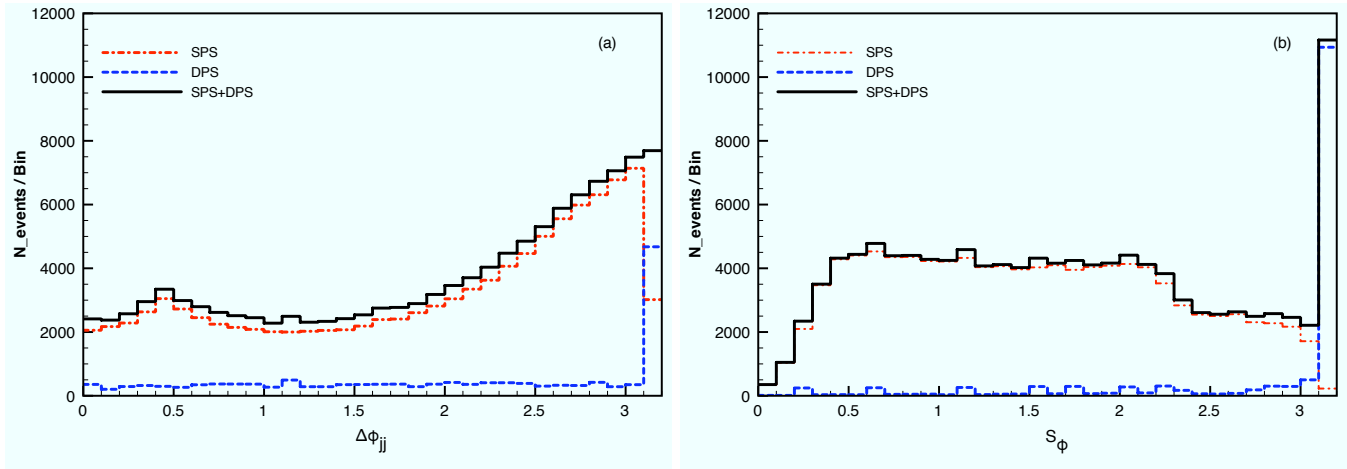 12000
10000
8000
6000
4000
2000
0
N_events / Bin
(a)
SPS
DPS
SPS+DPS
0 0.5 1 1.5 2 2.5 3
Δϕjj
12000
10000
8000
6000
4000
2000
0
N_events / Bin
(b)
SPS
DPS
SPS+DPS
0 0.5 1 1.5 2 2.5 3
Sϕ